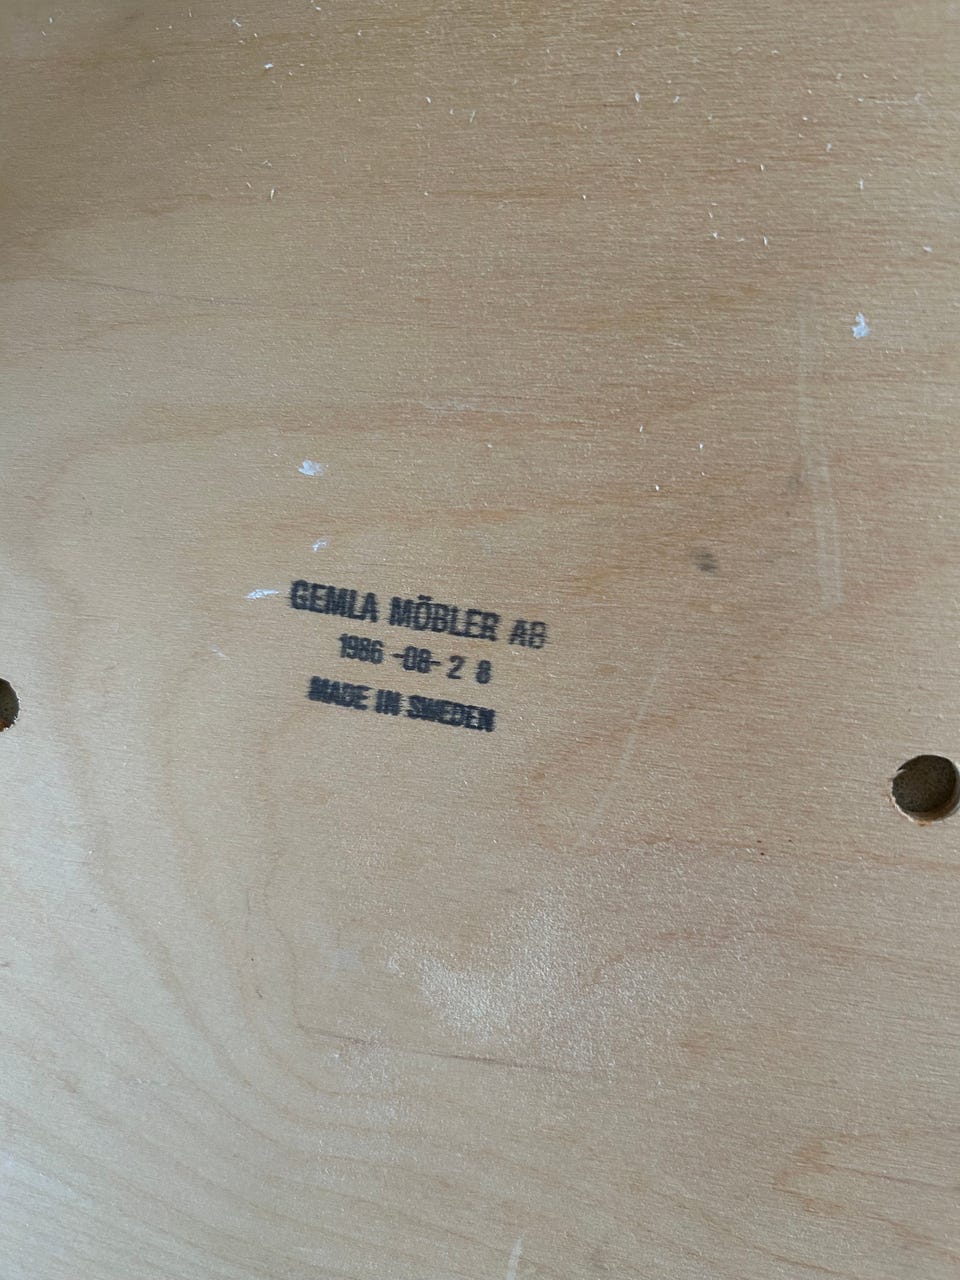 GEMLA MÖBLER AB
1986 -08- 2 8
MADE IN SWEDEN